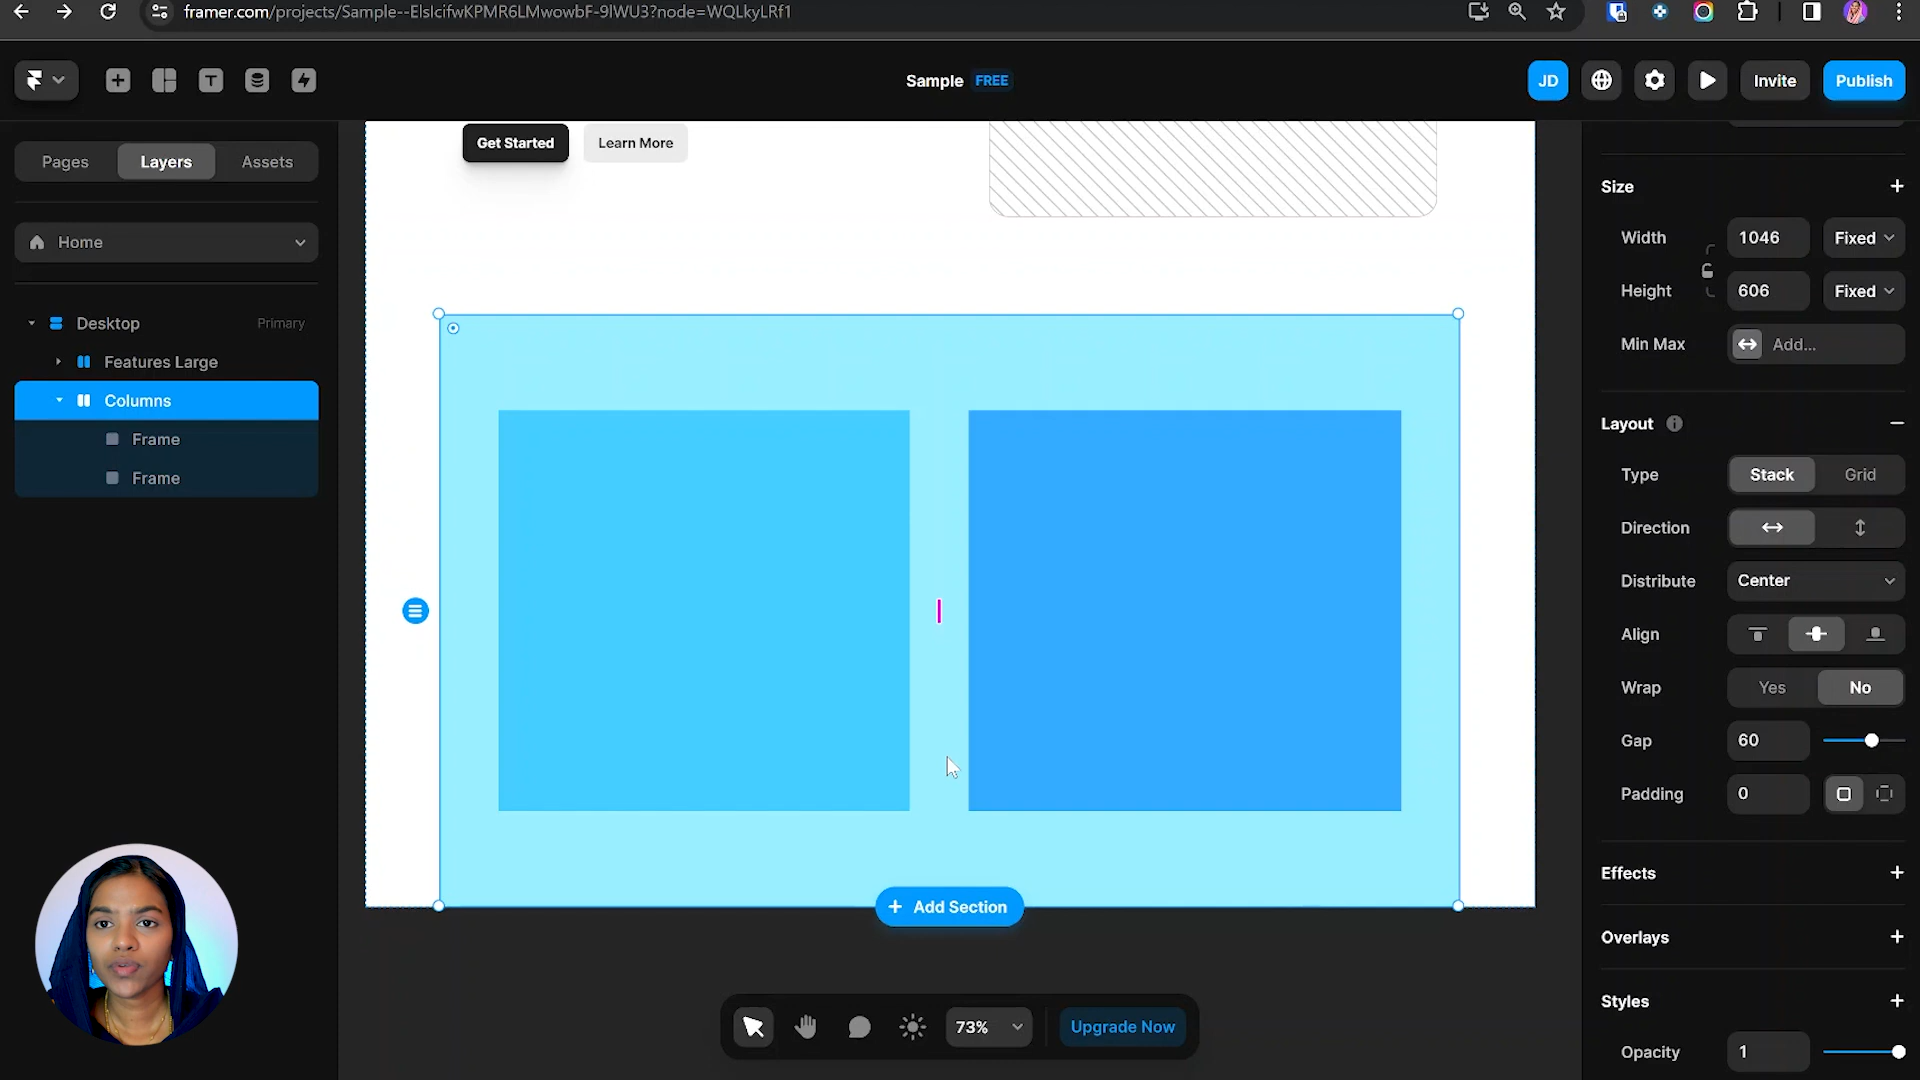 framer.com/projects/Sample--ElsIcifwKPMR6LMwowbF-9lWU3?node=WQLkyLRf1
Sample FREE
JD
Invite
Publish
Pages
Layers
Assets
Home
Desktop
Primary
Features Large
Columns
Frame
Frame
Get Started
Learn More
Add Section
73%
Upgrade Now
Size
Width 1046 Fixed
Height 606 Fixed
Min Max Add...
Layout
Type Stack Grid
Direction
Distribute Center
Align
Wrap Yes No
Gap 60
Padding 0
Effects
Overlays
Styles
Opacity 1